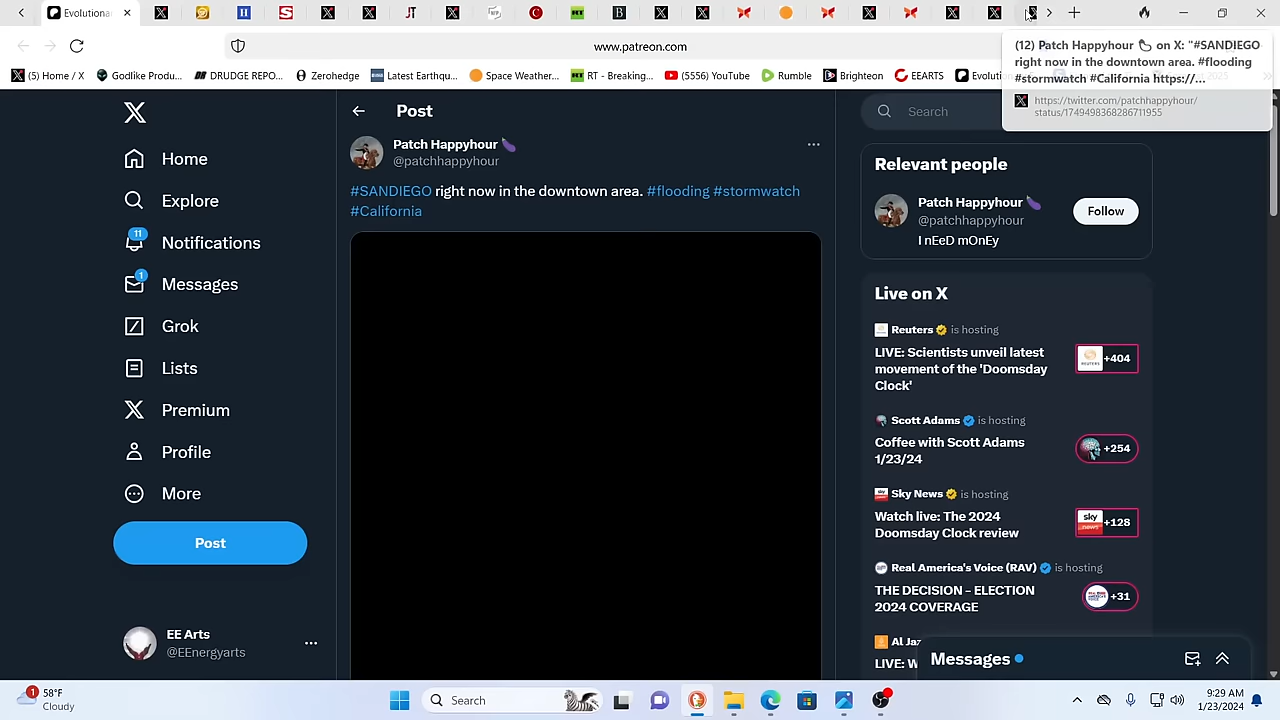 Evolutiona
www.patreon.com
(5) Home / X
Godlike Produ...
DRUDGE REPO...
Zerohedge
Latest Earthqu...
Space Weather...
RT - Breaking...
(5556) YouTube
Rumble
Brighteon
EEARTS
(12) Patch Happyhour on X: "#SANDIEGO
right now in the downtown area. #flooding
#stormwatch #California https://...
https://twitter.com/patchhappyhour/
status/1749498368286711955
Home
Explore
11
Notifications
1
Messages
Grok
Lists
Premium
Profile
More
Post
EE Arts
@EEnergyarts
Post
Patch Happyhour
@patchhappyhour
#SANDIEGO right now in the downtown area. #flooding #stormwatch
#California
Search
Relevant people
Patch Happyhour
@patchhappyhour
Follow
I nEeD mOnEy
Live on X
Reuters is hosting
LIVE: Scientists unveil latest
movement of the 'Doomsday
Clock'
REUTERS
+404
Scott Adams is hosting
Coffee with Scott Adams
1/23/24
+254
Sky News is hosting
Watch live: The 2024
Doomsday Clock review
sky
news
+128
Real America's Voice (RAV) is hosting
THE DECISION – ELECTION
2024 COVERAGE
+31
Messages
1
58°F
Cloudy
Search
9:29 AM
1/23/2024